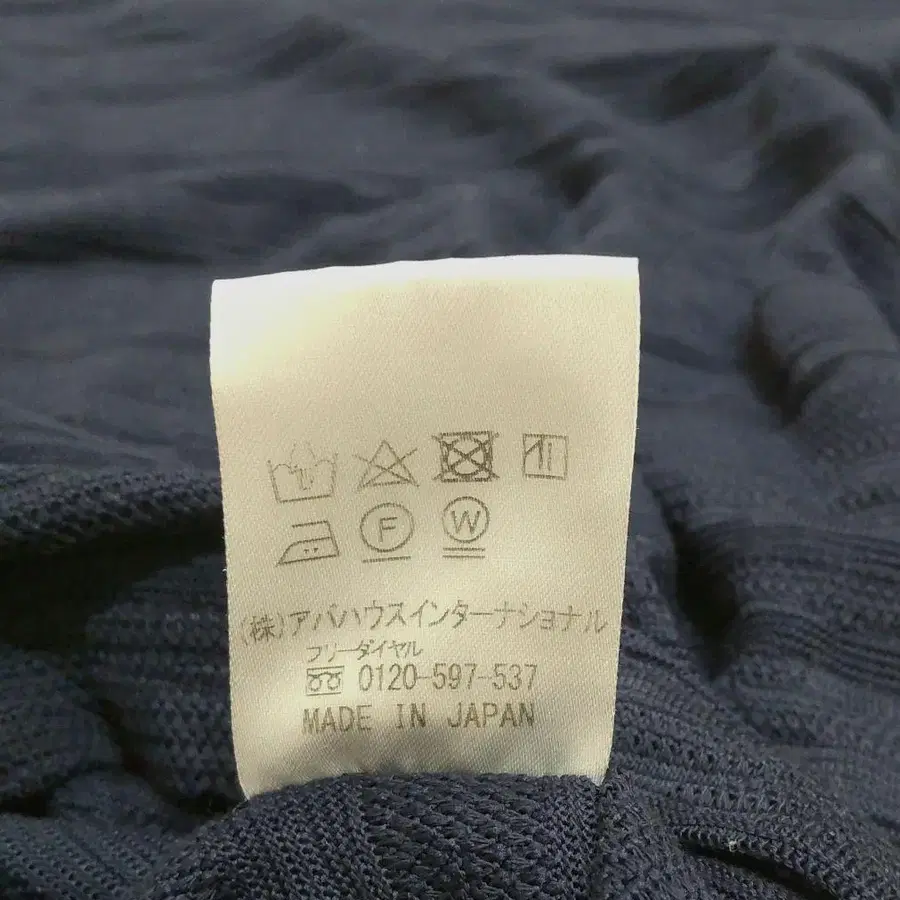 F W
(株)アバハウスインターナショナル
フリーダイヤル
0120-597-537
MADE IN JAPAN